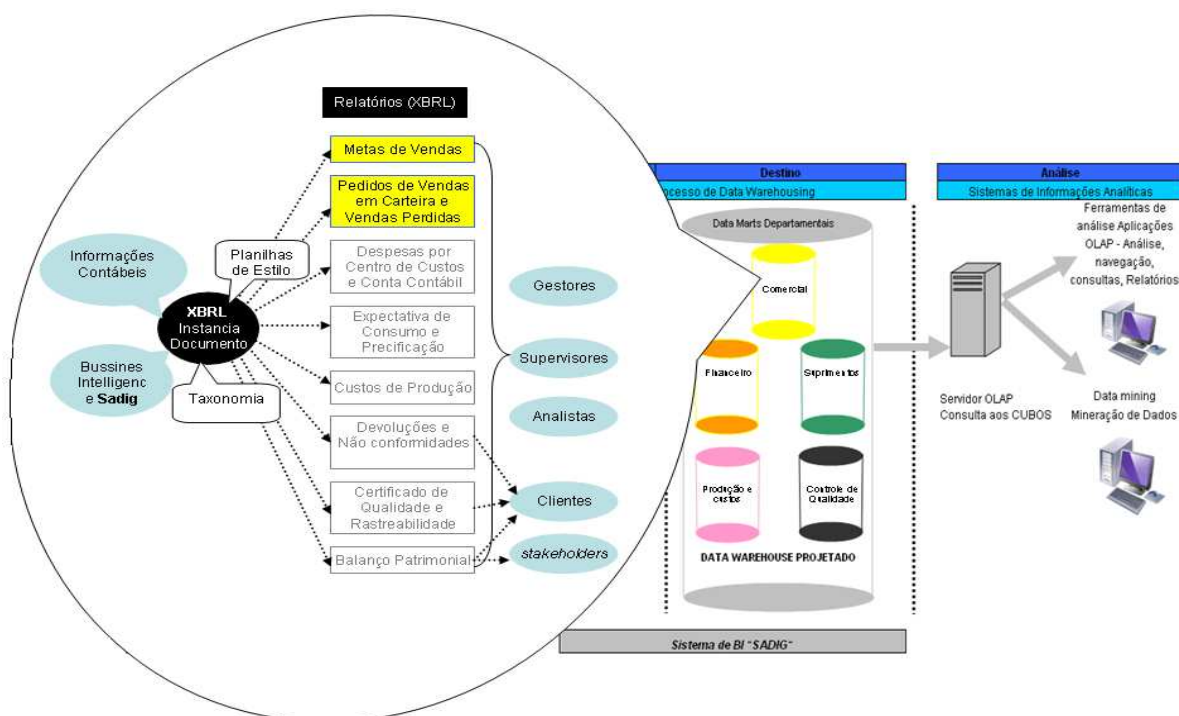 Relatórios (XBRL)
Metas de Vendas
Pedidos de Vendas
em Carteira e
Vendas Perdidas
Despesas por
Centro de Custos
e Conta Contábil
Expectativa de
Consumo e
Precificação
Custos de Produção
Devoluções e
Não conformidades
Certificado de
Qualidade e
Rastreabilidade
Balanço Patrimonial
Informações
Contábeis
Planilhas
de Estilo
XBRL
Instancia
Documento
Bussines
Intelligenc
e Sadig
Taxonomia
Gestores
Supervisores
Analistas
Clientes
stakeholders
Destino
ocesso de Data Warehousing
Data Marts Departamentais
Comercial
Financeiro
Suprimentos
Produção e
custos
Controle de
Qualidade
DATA WAREHOUSE PROJETADO
Sistema de BI "SADIG"
Análise
Sistemas de Informações Analíticas
Ferramentas de
análise Aplicações
OLAP - Análise,
navegação,
consultas, Relatórios
Servidor OLAP
Consulta aos CUBOS
Data mining
Mineração de Dados